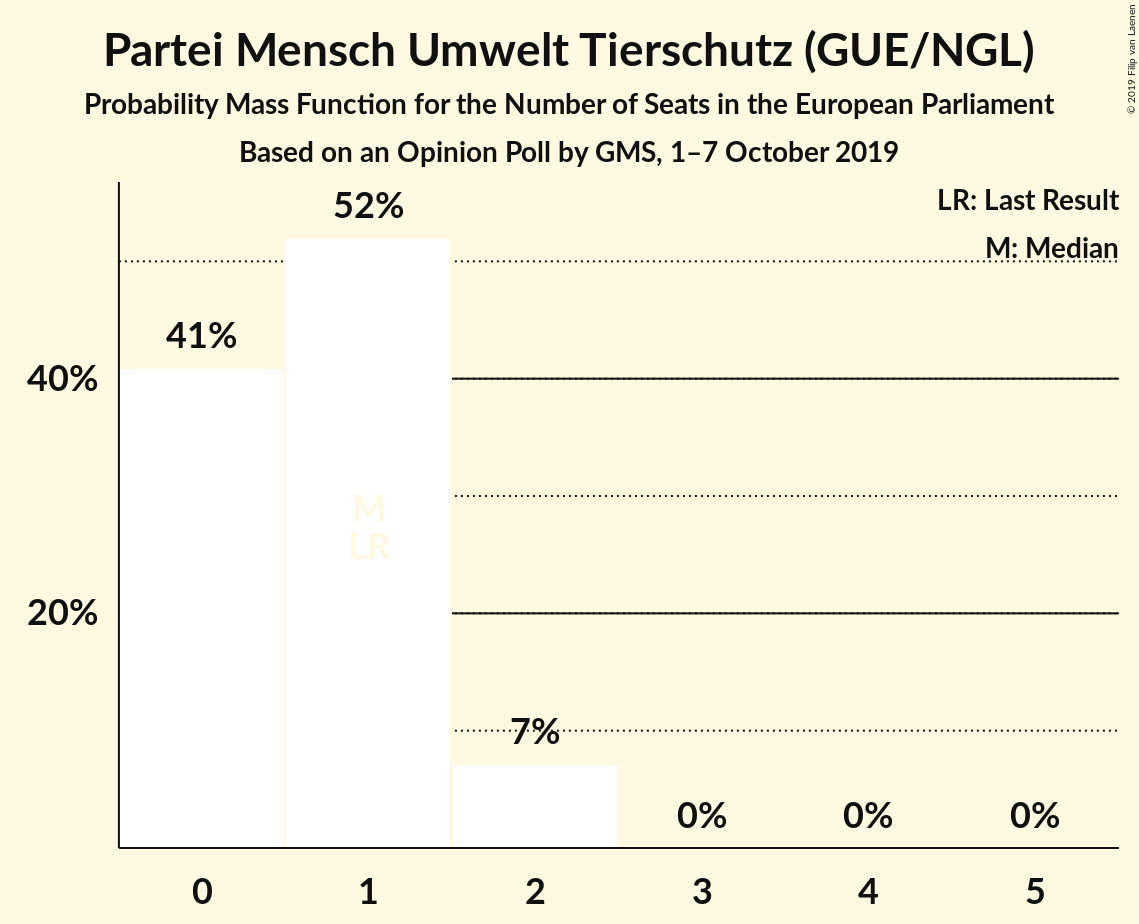 Partei Mensch Umwelt Tierschutz (GUE/NGL)
Probability Mass Function for the Number of Seats in the European Parliament
Based on an Opinion Poll by GMS, 1–7 October 2019
© 2019 Filip van Laenen
LR: Last Result
M: Median
52%
41%
40%
M
LR
20%
7%
0%
0%
0%
0
1
2
3
4
5